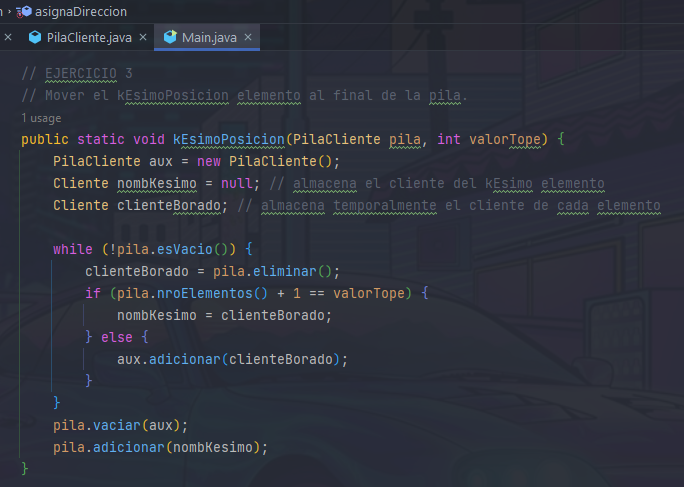 › asignaDireccion
PilaCliente.java × Main.java ×
// EJERCICIO 3
// Mover el kEsimoPosicion elemento al final de la pila.
1 usage
public static void kEsimoPosicion(PilaCliente pila, int valorTope) {
PilaCliente aux = new PilaCliente();
Cliente nombKesimo = null; // almacena el cliente del kEsimo elemento
Cliente clienteBorado; // almacena temporalmente el cliente de cada elemento
while (!pila.esVacio()) {
clienteBorado = pila.eliminar();
if (pila.nroElementos() + 1 == valorTope) {
nombKesimo = clienteBorado;
} else {
aux.adicionar(clienteBorado);
}
}
pila.vaciar(aux);
pila.adicionar(nombKesimo);
}